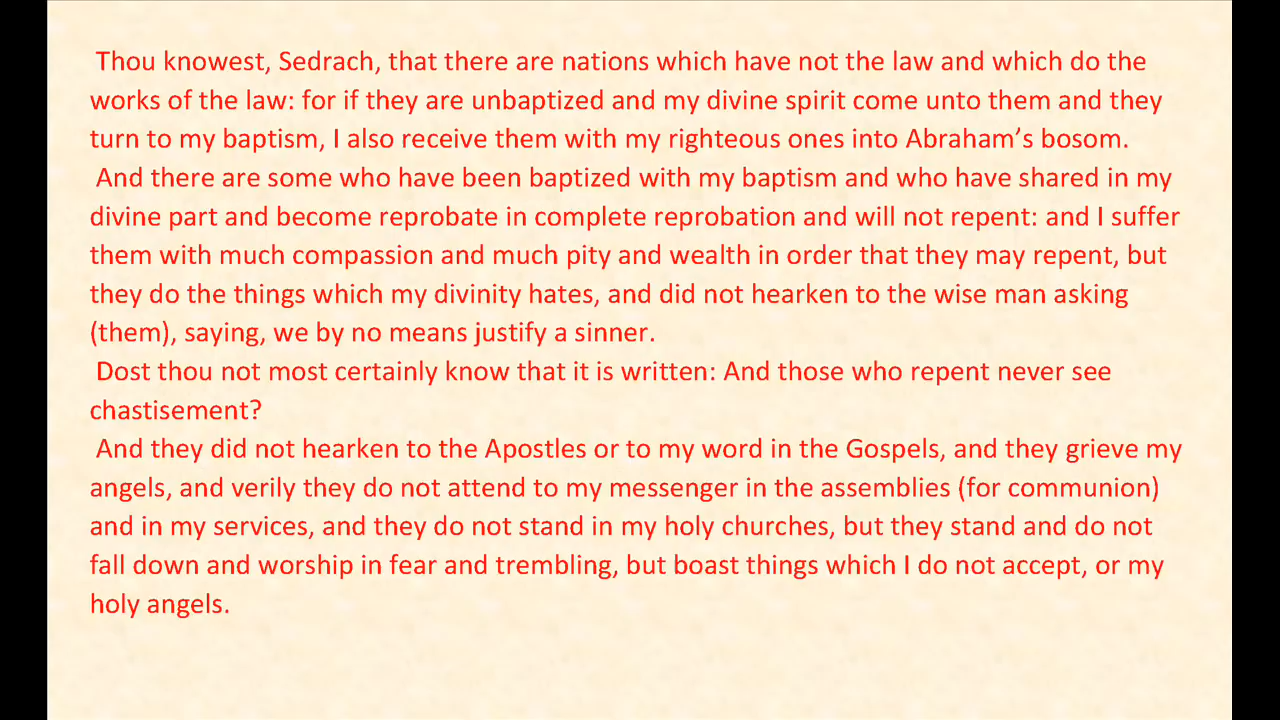 Thou knowest, Sedrach, that there are nations which have not the law and which do the
works of the law: for if they are unbaptized and my divine spirit come unto them and they
turn to my baptism, I also receive them with my righteous ones into Abraham’s bosom.
And there are some who have been baptized with my baptism and who have shared in my
divine part and become reprobate in complete reprobation and will not repent: and I suffer
them with much compassion and much pity and wealth in order that they may repent, but
they do the things which my divinity hates, and did not hearken to the wise man asking
(them), saying, we by no means justify a sinner.
Dost thou not most certainly know that it is written: And those who repent never see
chastisement?
And they did not hearken to the Apostles or to my word in the Gospels, and they grieve my
angels, and verily they do not attend to my messenger in the assemblies (for communion)
and in my services, and they do not stand in my holy churches, but they stand and do not
fall down and worship in fear and trembling, but boast things which I do not accept, or my
holy angels.